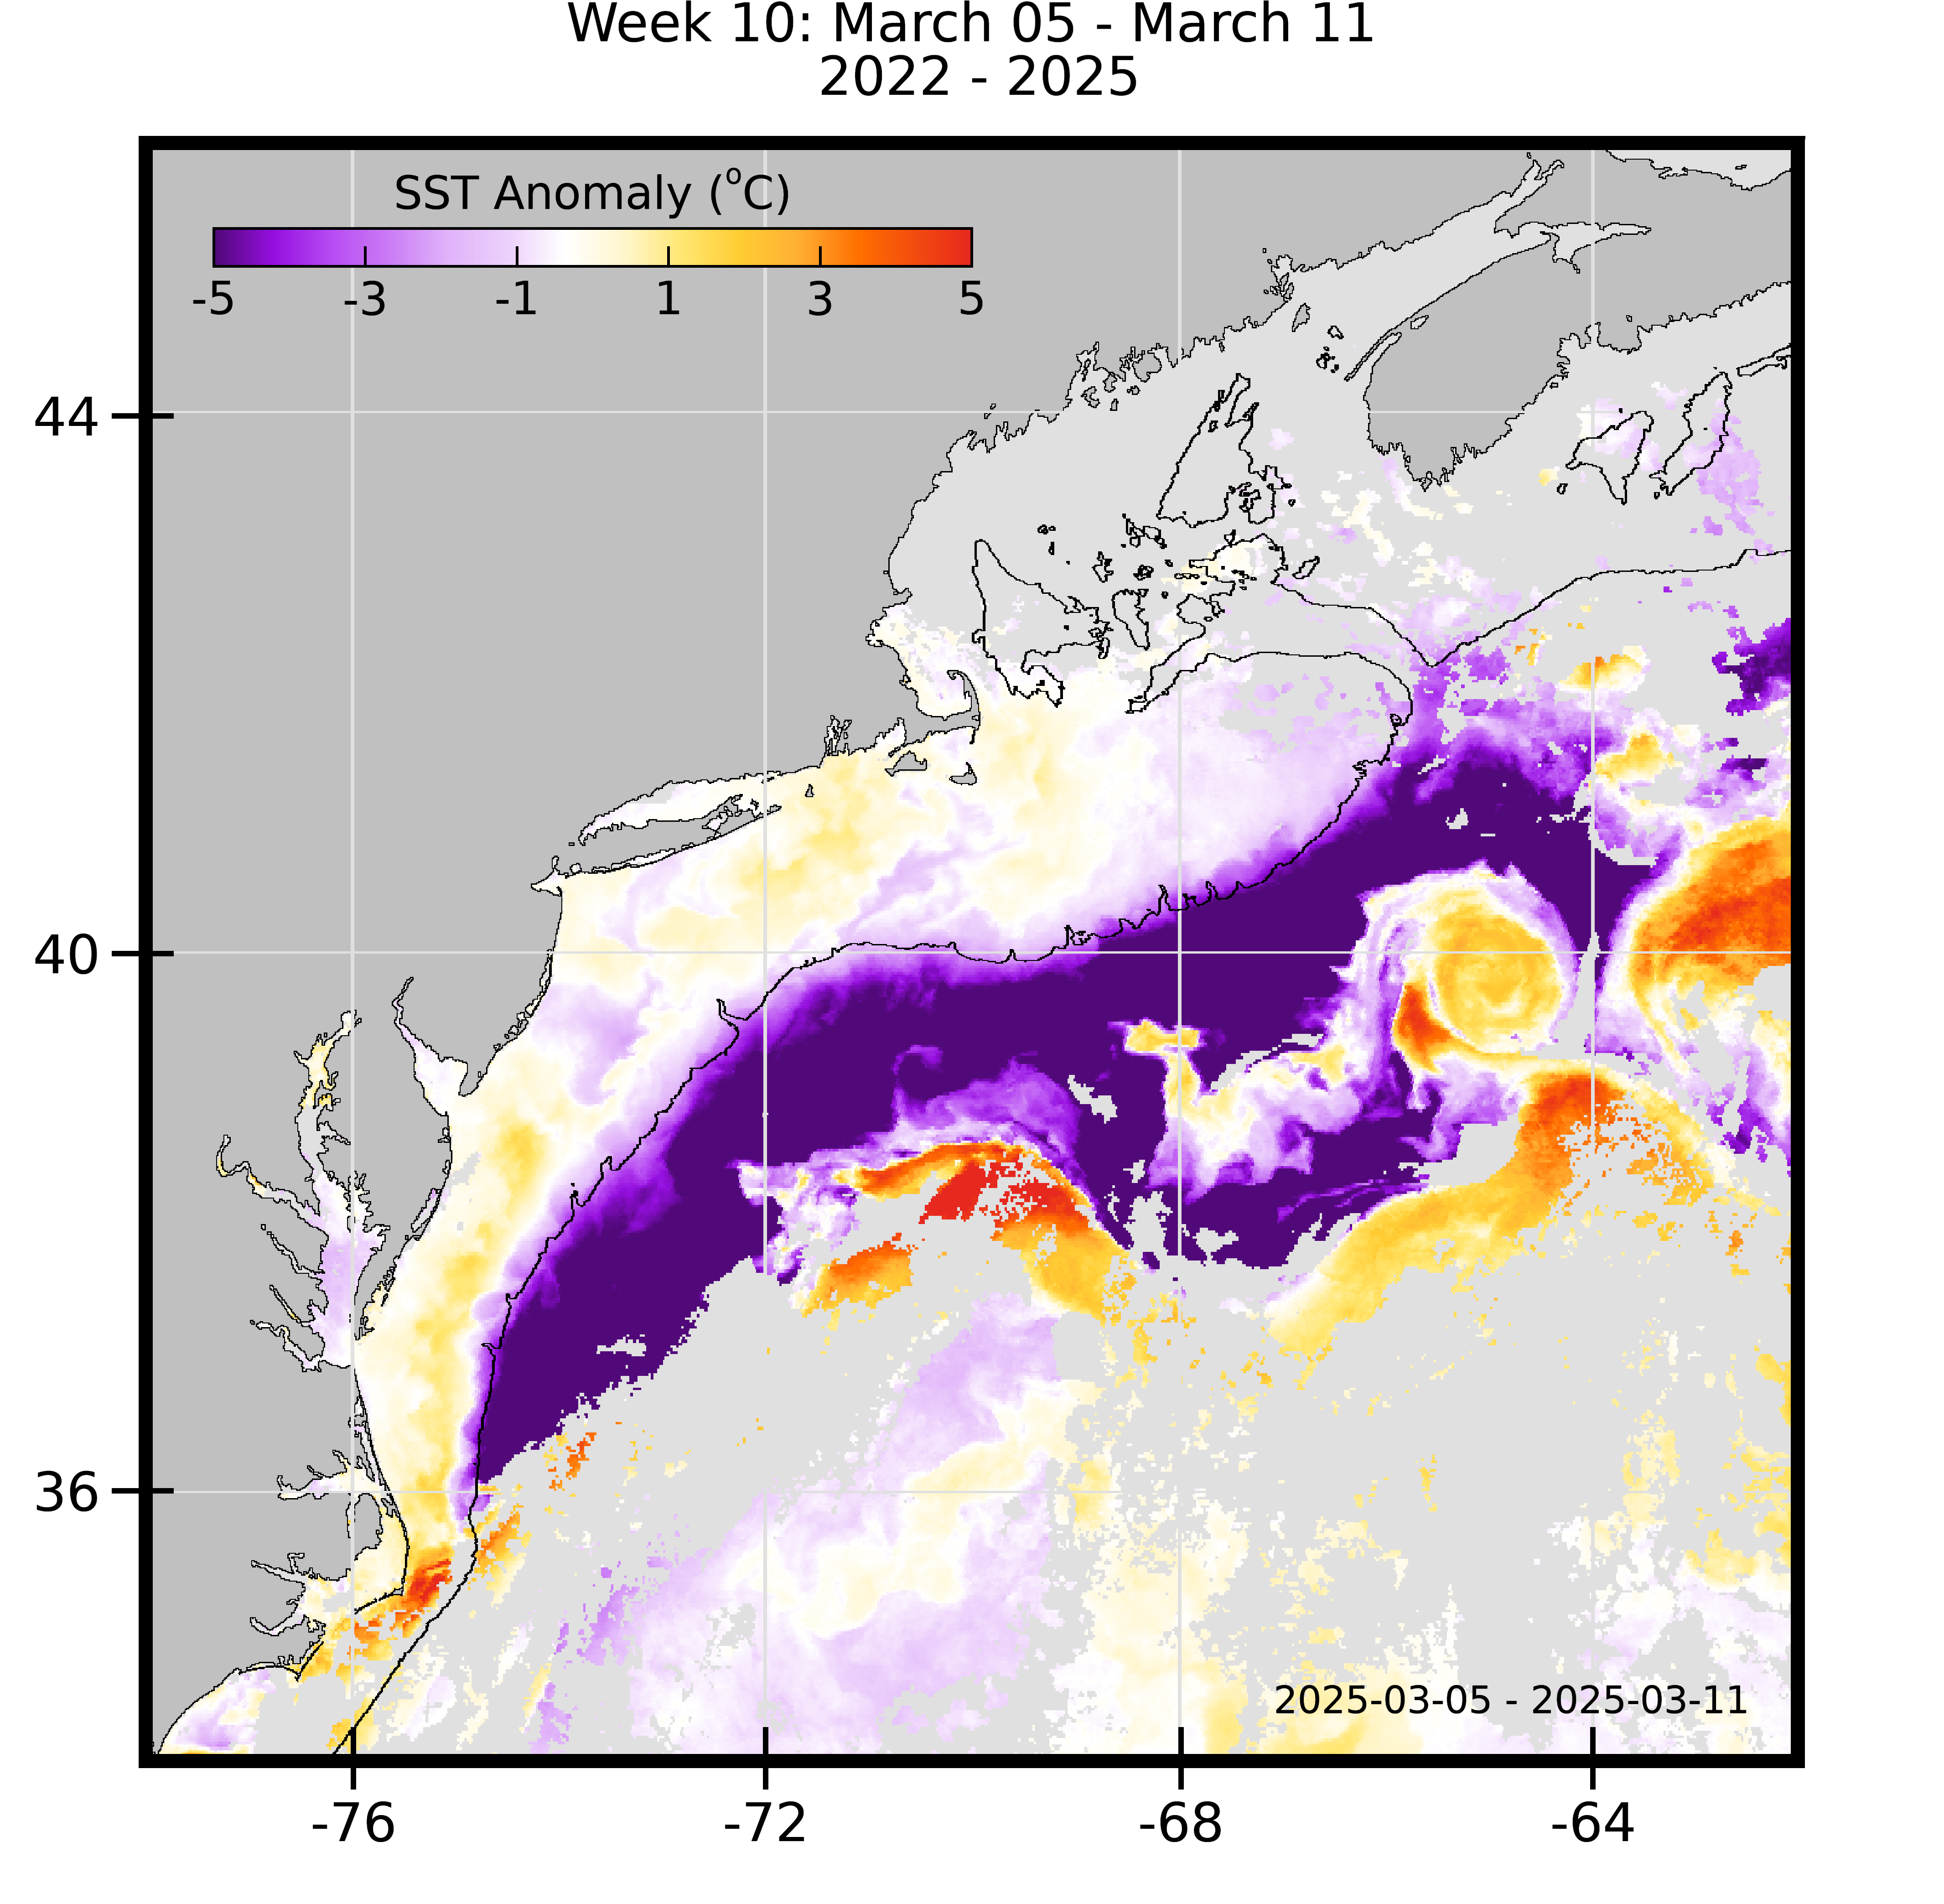 Week 10: March 05 - March 11
2022 - 2025
SST Anomaly (°C)
-5 -3 -1 1 3 5
44
40
36
2025-03-05 - 2025-03-11
-76 -72 -68 -64